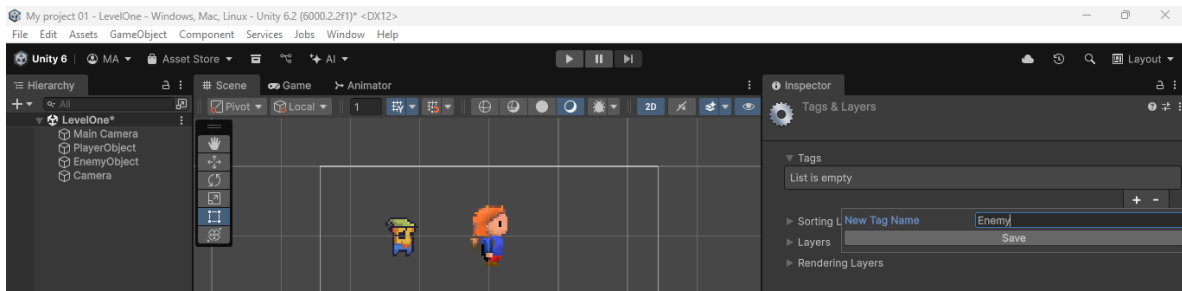 My project 01 - LevelOne - Windows, Mac, Linux - Unity 6.2 (6000.2.2f1)* <DX12>
File Edit Assets GameObject Component Services Jobs Window Help
Unity 6 MA Asset Store AI Layout
Hierarchy Scene Game Animator Inspector
All Pivot Local 1 2D Tags & Layers
LevelOne*
Main Camera
PlayerObject
EnemyObject
Camera
Tags
List is empty
+ -
Sorting L New Tag Name Enemy
Layers Save
Rendering Layers